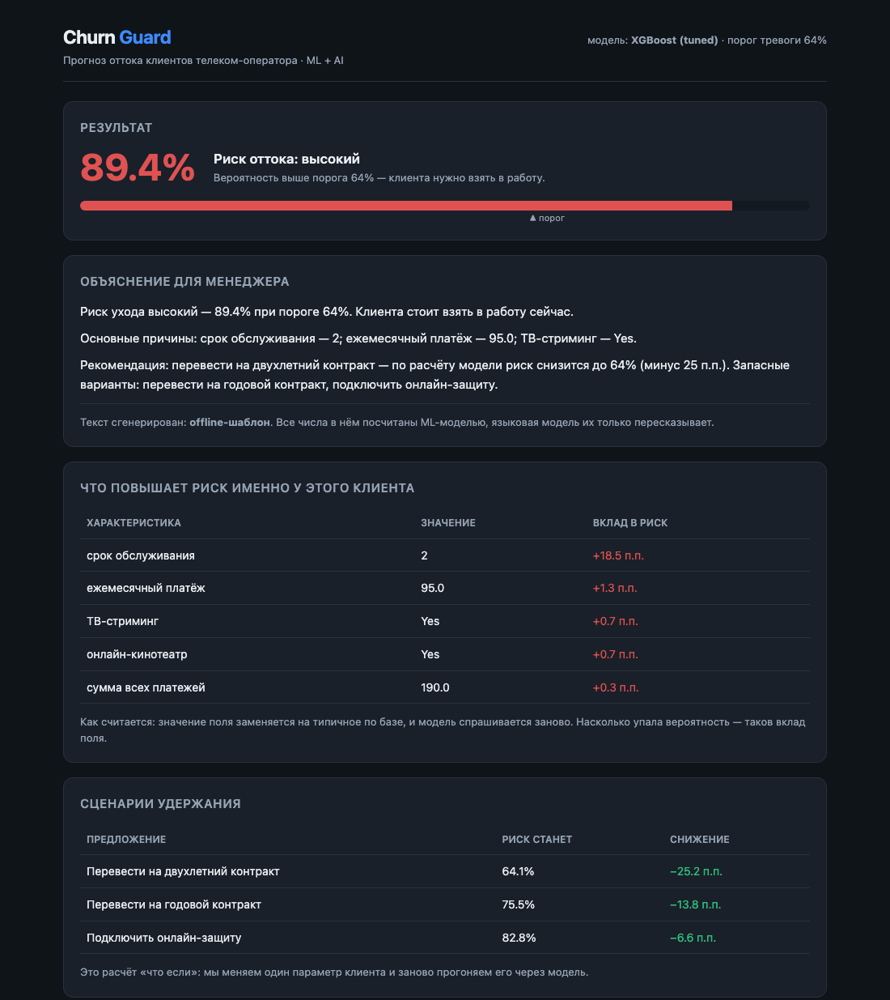 Churn Guard
модель: XGBoost (tuned) · порог тревоги 64%
Прогноз оттока клиентов телеком-оператора · ML + AI
РЕЗУЛЬТАТ
89.4%
Риск оттока: высокий
Вероятность выше порога 64% — клиента нужно взять в работу.
▲ порог
ОБЪЯСНЕНИЕ ДЛЯ МЕНЕДЖЕРА
Риск ухода высокий — 89.4% при пороге 64%. Клиента стоит взять в работу сейчас.
Основные причины: срок обслуживания — 2; ежемесячный платёж — 95.0; ТВ-стриминг — Yes.
Рекомендация: перевести на двухлетний контракт — по расчёту модели риск снизится до 64% (минус 25 п.п.). Запасные
варианты: перевести на годовой контракт, подключить онлайн-защиту.
Текст сгенерирован: offline-шаблон. Все числа в нём посчитаны ML-моделью, языковая модель их только пересказывает.
ЧТО ПОВЫШАЕТ РИСК ИМЕННО У ЭТОГО КЛИЕНТА
ХАРАКТЕРИСТИКА ЗНАЧЕНИЕ ВКЛАД В РИСК
срок обслуживания 2 +18.5 п.п.
ежемесячный платёж 95.0 +1.3 п.п.
ТВ-стриминг Yes +0.7 п.п.
онлайн-кинотеатр Yes +0.7 п.п.
сумма всех платежей 190.0 +0.3 п.п.
Как считается: значение поля заменяется на типичное по базе, и модель спрашивается заново. Насколько упала вероятность — таков вклад
поля.
СЦЕНАРИИ УДЕРЖАНИЯ
ПРЕДЛОЖЕНИЕ РИСК СТАНЕТ СНИЖЕНИЕ
Перевести на двухлетний контракт 64.1% −25.2 п.п.
Перевести на годовой контракт 75.5% −13.8 п.п.
Подключить онлайн-защиту 82.8% −6.6 п.п.
Это расчёт «что если»: мы меняем один параметр клиента и заново прогоняем его через модель.